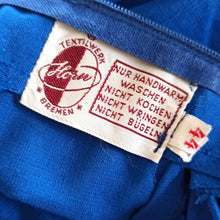 TEXTILWERK
Horn
BREMEN
NUR HANDWARM
WASCHEN
NICHT KOCHEN
NICHT WRINGEN
NICHT BÜGELN
44